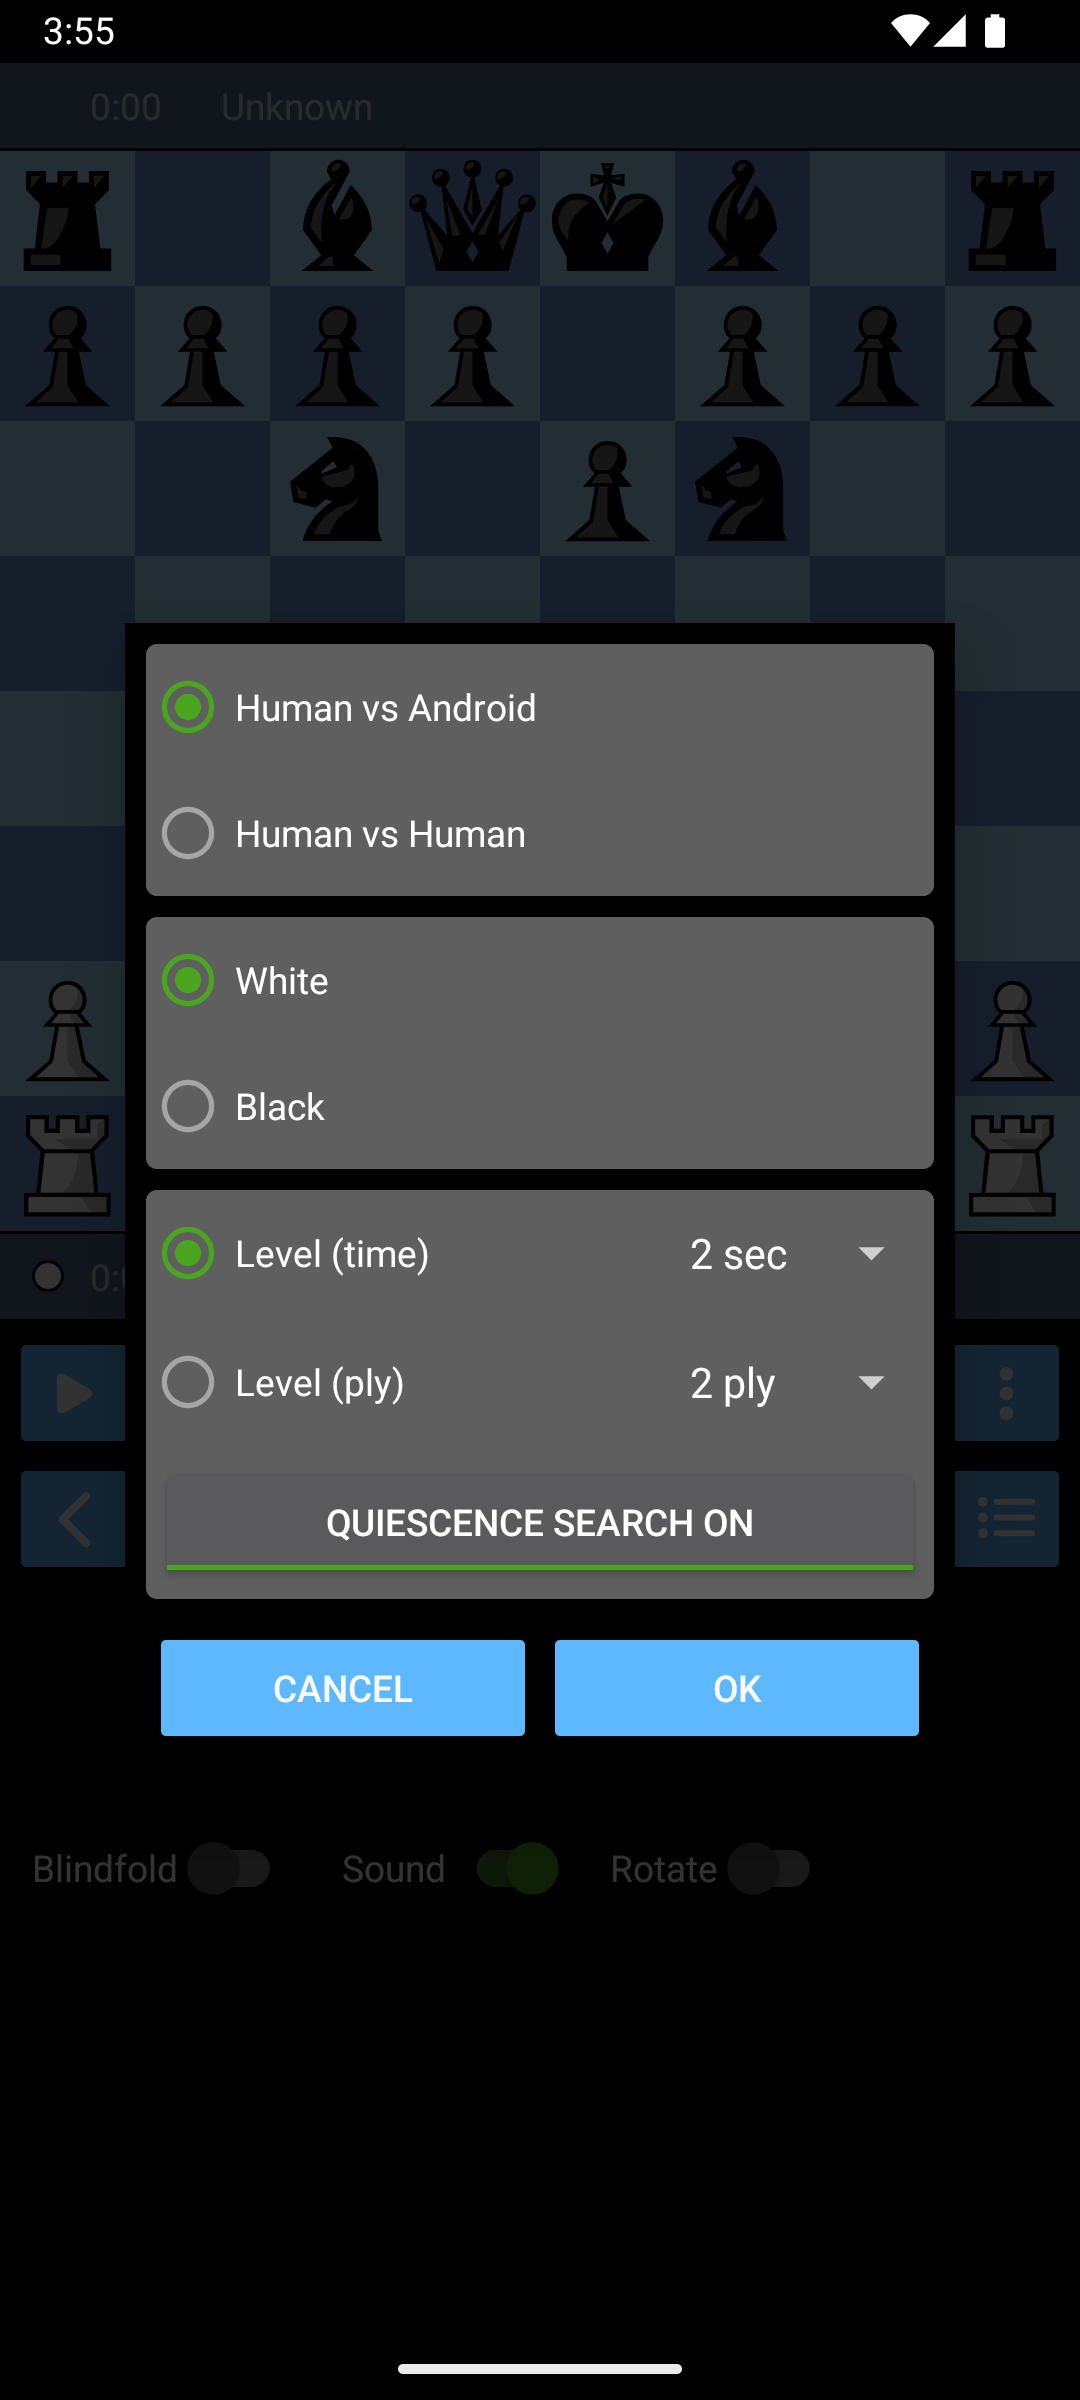 3:55
0:00 Unknown
Human vs Android
Human vs Human
White
Black
Level (time) 2 sec
0:
Level (ply) 2 ply
QUIESCENCE SEARCH ON
CANCEL OK
Blindfold Sound Rotate